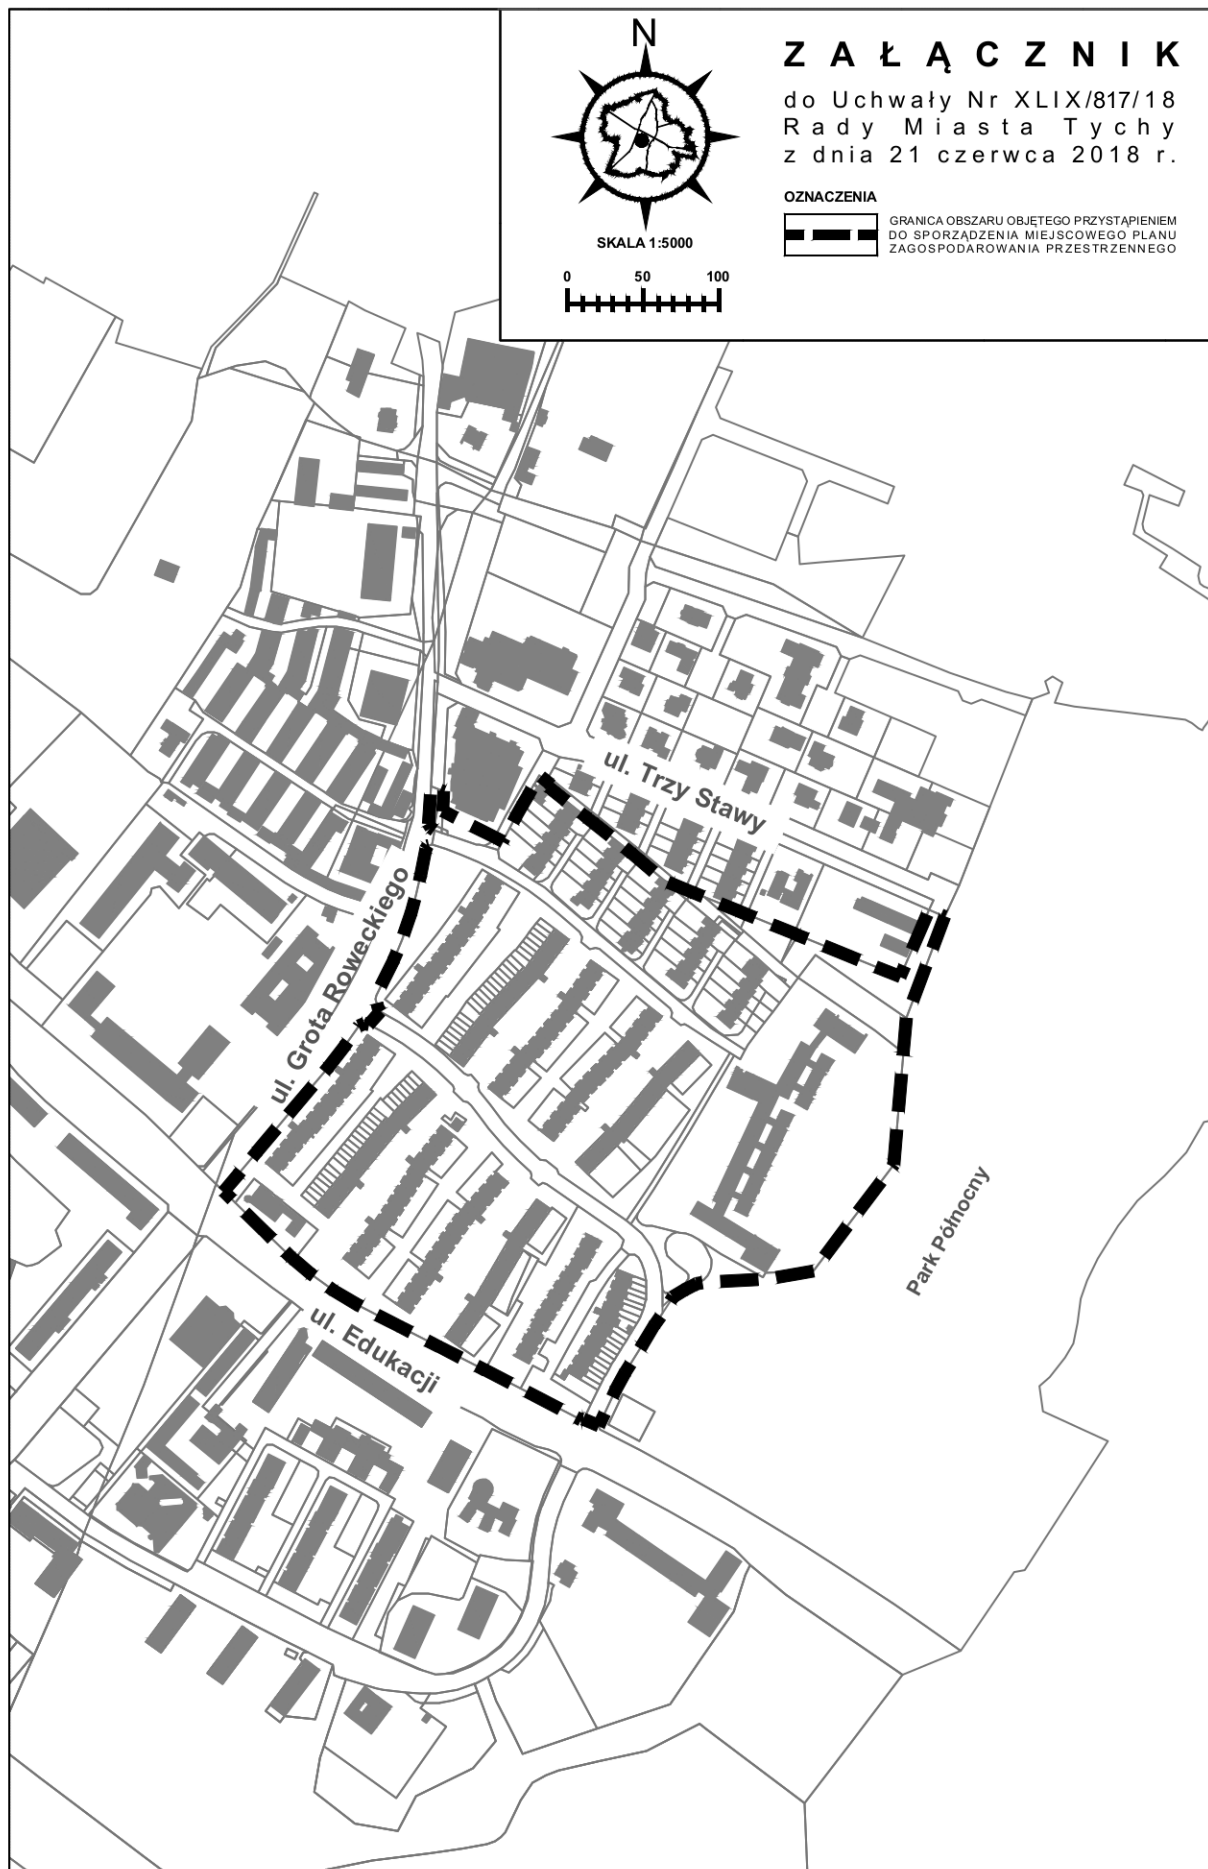 N
SKALA 1:5000
0 50 100
ZAŁĄCZNIK
do Uchwały Nr XLIX/817/18
Rady Miasta Tychy
z dnia 21 czerwca 2018 r.
OZNACZENIA
GRANICA OBSZARU OBJĘTEGO PRZYSTĄPIENIEM
DO SPORZĄDZENIA MIEJSCOWEGO PLANU
ZAGOSPODAROWANIA PRZESTRZENNEGO
ul. Trzy Stawy
ul. Grota Roweckiego
Park Północny
ul. Edukacji